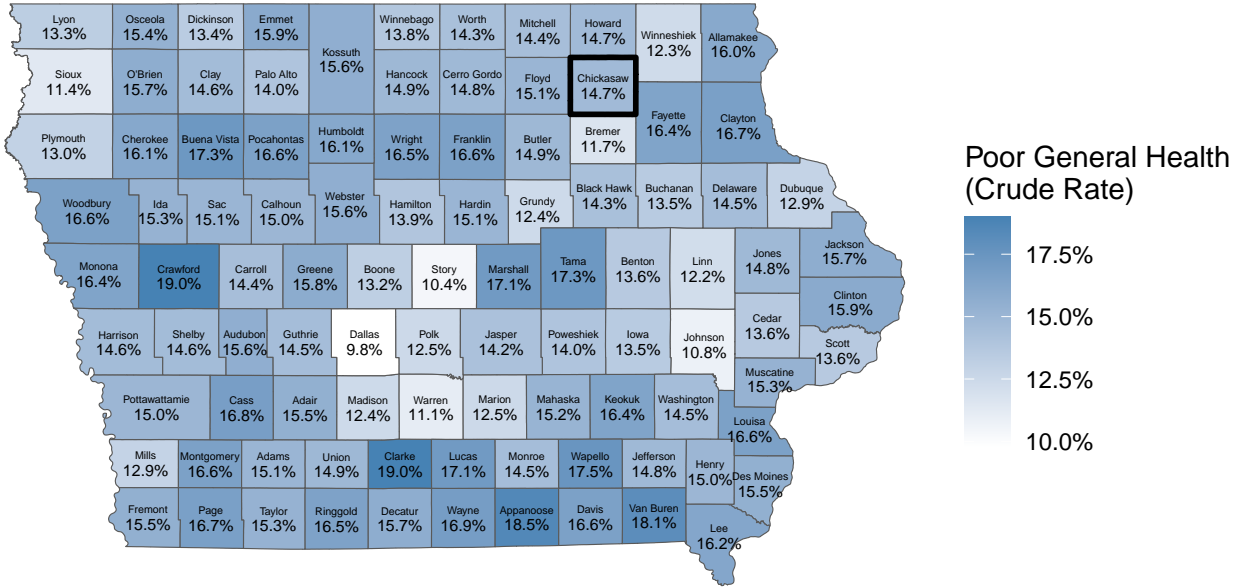 Lyon
13.3%
Osceola
15.4%
Dickinson
13.4%
Emmet
15.9%
Kossuth
15.6%
Winnebago
13.8%
Worth
14.3%
Mitchell
14.4%
Howard
14.7%
Winneshiek
12.3%
Allamakee
16.0%
Sioux
11.4%
O'Brien
15.7%
Clay
14.6%
Palo Alto
14.0%
Hancock
14.9%
Cerro Gordo
14.8%
Floyd
15.1%
Chickasaw
14.7%
Fayette
16.4%
Clayton
16.7%
Plymouth
13.0%
Cherokee
16.1%
Buena Vista
17.3%
Pocahontas
16.6%
Humboldt
16.1%
Wright
16.5%
Franklin
16.6%
Butler
14.9%
Bremer
11.7%
Woodbury
16.6%
Ida
15.3%
Sac
15.1%
Calhoun
15.0%
Webster
15.6%
Hamilton
13.9%
Hardin
15.1%
Grundy
12.4%
Black Hawk
14.3%
Buchanan
13.5%
Delaware
14.5%
Dubuque
12.9%
Monona
16.4%
Crawford
19.0%
Carroll
14.4%
Greene
15.8%
Boone
13.2%
Story
10.4%
Marshall
17.1%
Tama
17.3%
Benton
13.6%
Linn
12.2%
Jones
14.8%
Jackson
15.7%
Clinton
15.9%
Harrison
14.6%
Shelby
14.6%
Audubon
15.6%
Guthrie
14.5%
Dallas
9.8%
Polk
12.5%
Jasper
14.2%
Poweshiek
14.0%
Iowa
13.5%
Johnson
10.8%
Cedar
13.6%
Scott
13.6%
Muscatine
15.3%
Pottawattamie
15.0%
Cass
16.8%
Adair
15.5%
Madison
12.4%
Warren
11.1%
Marion
12.5%
Mahaska
15.2%
Keokuk
16.4%
Washington
14.5%
Louisa
16.6%
Mills
12.9%
Montgomery
16.6%
Adams
15.1%
Union
14.9%
Clarke
19.0%
Lucas
17.1%
Monroe
14.5%
Wapello
17.5%
Jefferson
14.8%
Henry
15.0%
Des Moines
15.5%
Fremont
15.5%
Page
16.7%
Taylor
15.3%
Ringgold
16.5%
Decatur
15.7%
Wayne
16.9%
Appanoose
18.5%
Davis
16.6%
Van Buren
18.1%
Lee
16.2%
Poor General Health
(Crude Rate)
17.5%
15.0%
12.5%
10.0%